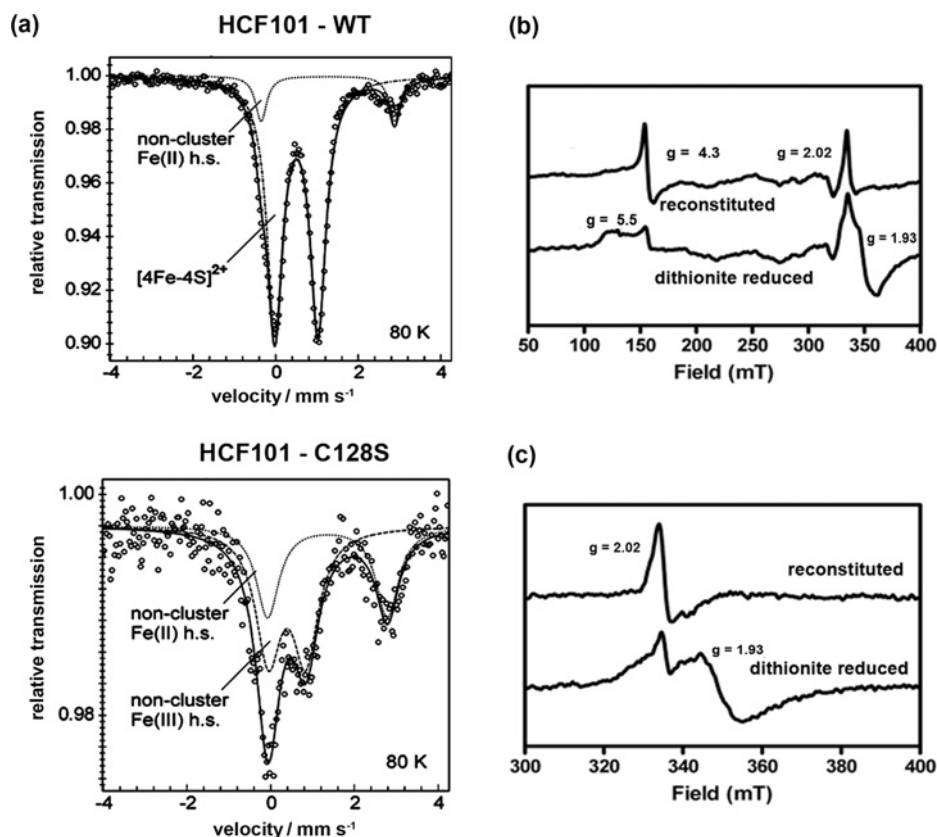 (a)
HCF101 - WT
relative transmission
1.00
0.98
0.96
0.94
0.92
0.90
non-cluster
Fe(II) h.s.
[4Fe-4S]²⁺
80 K
-4
-2
0
2
4
velocity / mm s⁻¹
(b)
g = 4.3
g = 2.02
reconstituted
g = 5.5
g = 1.93
dithionite reduced
50
100
150
200
250
300
350
400
Field (mT)
HCF101 - C128S
relative transmission
1.00
0.98
non-cluster
Fe(II) h.s.
non-cluster
Fe(III) h.s.
80 K
-4
-2
0
2
4
velocity / mm s⁻¹
(c)
g = 2.02
reconstituted
g = 1.93
dithionite reduced
300
320
340
360
380
400
Field (mT)